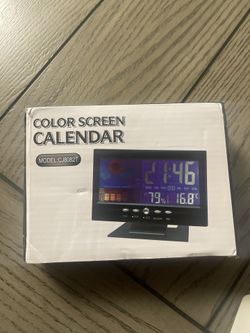 COLOR SCREEN
CALENDAR
MODEL:CJ8082T
21:46
79% 16.8°C